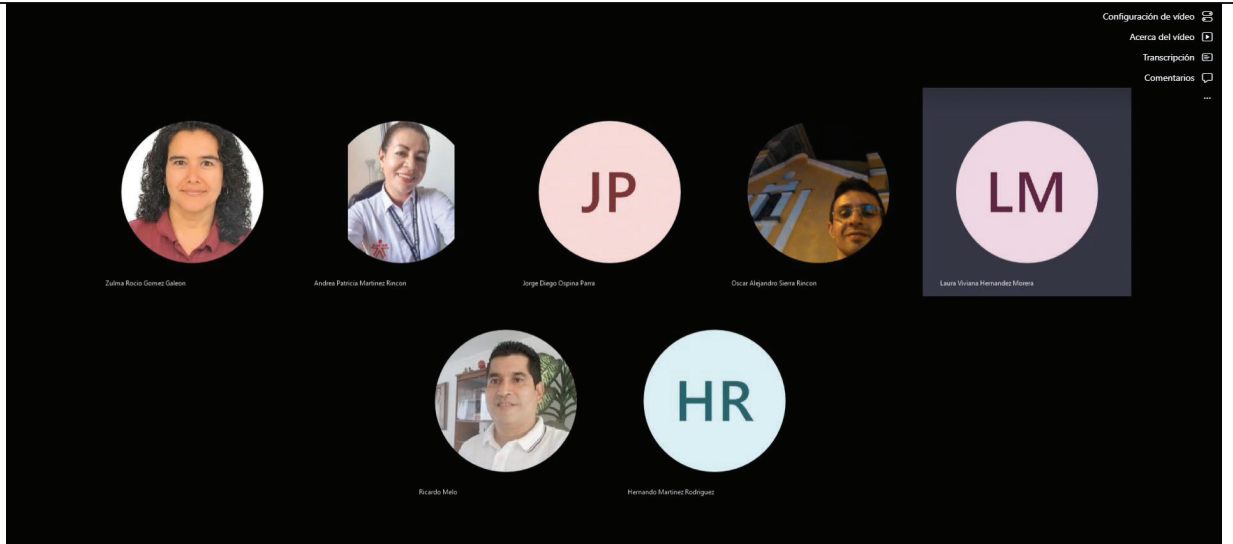 Configuración de vídeo
Acerca del vídeo
Transcripción
Comentarios
...
JP
LM
Zulma Rocio Gomez Galeon
Andrea Patricia Martinez Rincon
Jorge Diego Ospina Parra
Oscar Alejandro Sierra Rincon
Laura Viviana Hernandez Morera
HR
Ricardo Melo
Hernando Martinez Rodriguez